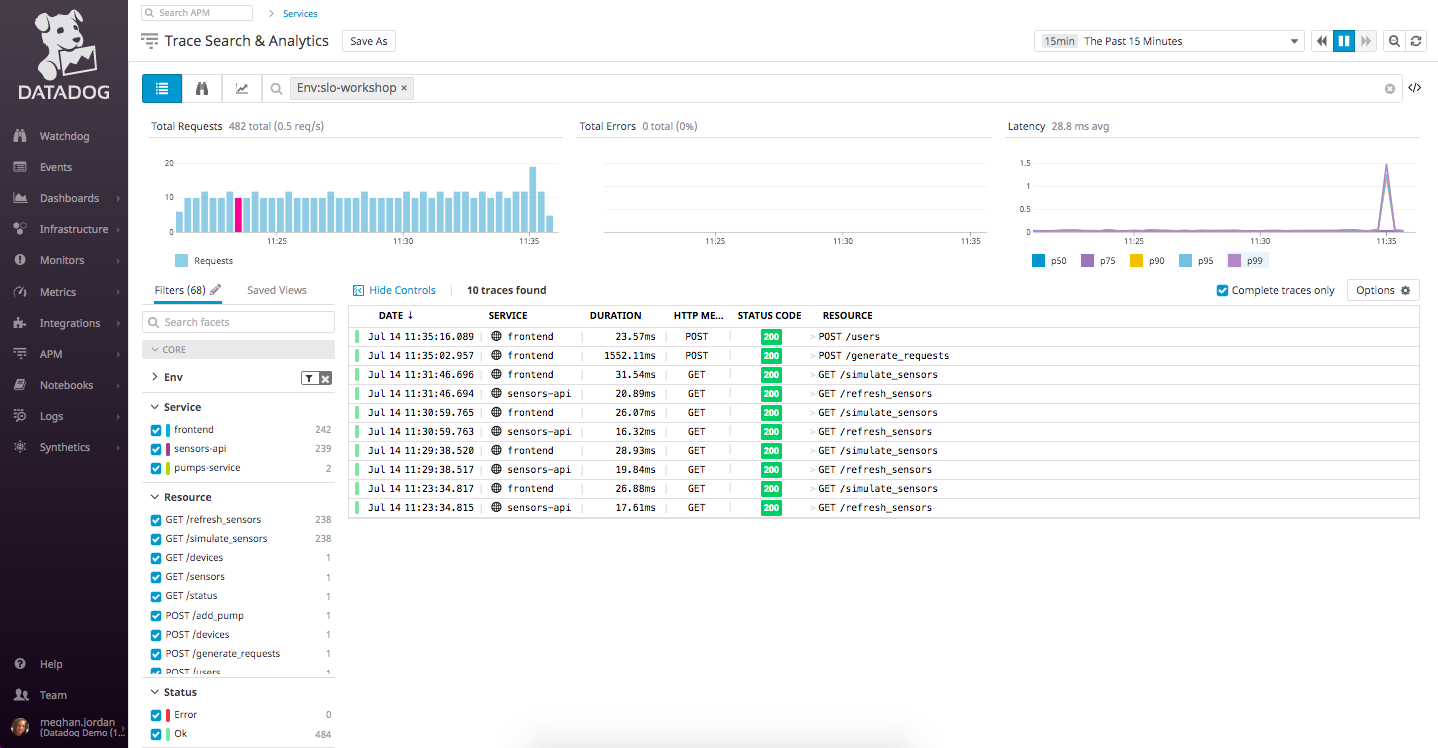 DATADOG
Watchdog
Events
Dashboards
Infrastructure
Monitors
Metrics
Integrations
APM
Notebooks
Logs
Synthetics
Help
Team
meghan.jordan
(Datadog Demo (1...
Search APM > Services
Trace Search & Analytics Save As
15min The Past 15 Minutes
Env:slo-workshop × </>
Total Requests 482 total (0.5 req/s)
20
10
0
11:25 11:30 11:35
Requests
Total Errors 0 total (0%)
11:25 11:30 11:35
Latency 28.8 ms avg
1.5
1
0.5
0
11:25 11:30 11:35
p50 p75 p90 p95 p99
Filters (68) Saved Views
Search facets
CORE
Env
Service
frontend 242
sensors-api 239
pumps-service 2
Resource
GET /refresh_sensors 238
GET /simulate_sensors 238
GET /devices 1
GET /sensors 1
GET /status 1
POST /add_pump 1
POST /devices 1
POST /generate_requests 1
POST /users 1
Status
Error 0
Ok 484
Hide Controls 10 traces found Complete traces only Options
DATE ↓ SERVICE DURATION HTTP ME... STATUS CODE RESOURCE
Jul 14 11:35:16.089 frontend 23.57ms POST 200 > POST /users
Jul 14 11:35:02.957 frontend 1552.11ms POST 200 > POST /generate_requests
Jul 14 11:31:46.696 frontend 31.54ms GET 200 > GET /simulate_sensors
Jul 14 11:31:46.694 sensors-api 20.89ms GET 200 > GET /refresh_sensors
Jul 14 11:30:59.765 frontend 26.07ms GET 200 > GET /simulate_sensors
Jul 14 11:30:59.763 sensors-api 16.32ms GET 200 > GET /refresh_sensors
Jul 14 11:29:38.520 frontend 28.93ms GET 200 > GET /simulate_sensors
Jul 14 11:29:38.517 sensors-api 19.84ms GET 200 > GET /refresh_sensors
Jul 14 11:23:34.817 frontend 26.88ms GET 200 > GET /simulate_sensors
Jul 14 11:23:34.815 sensors-api 17.61ms GET 200 > GET /refresh_sensors